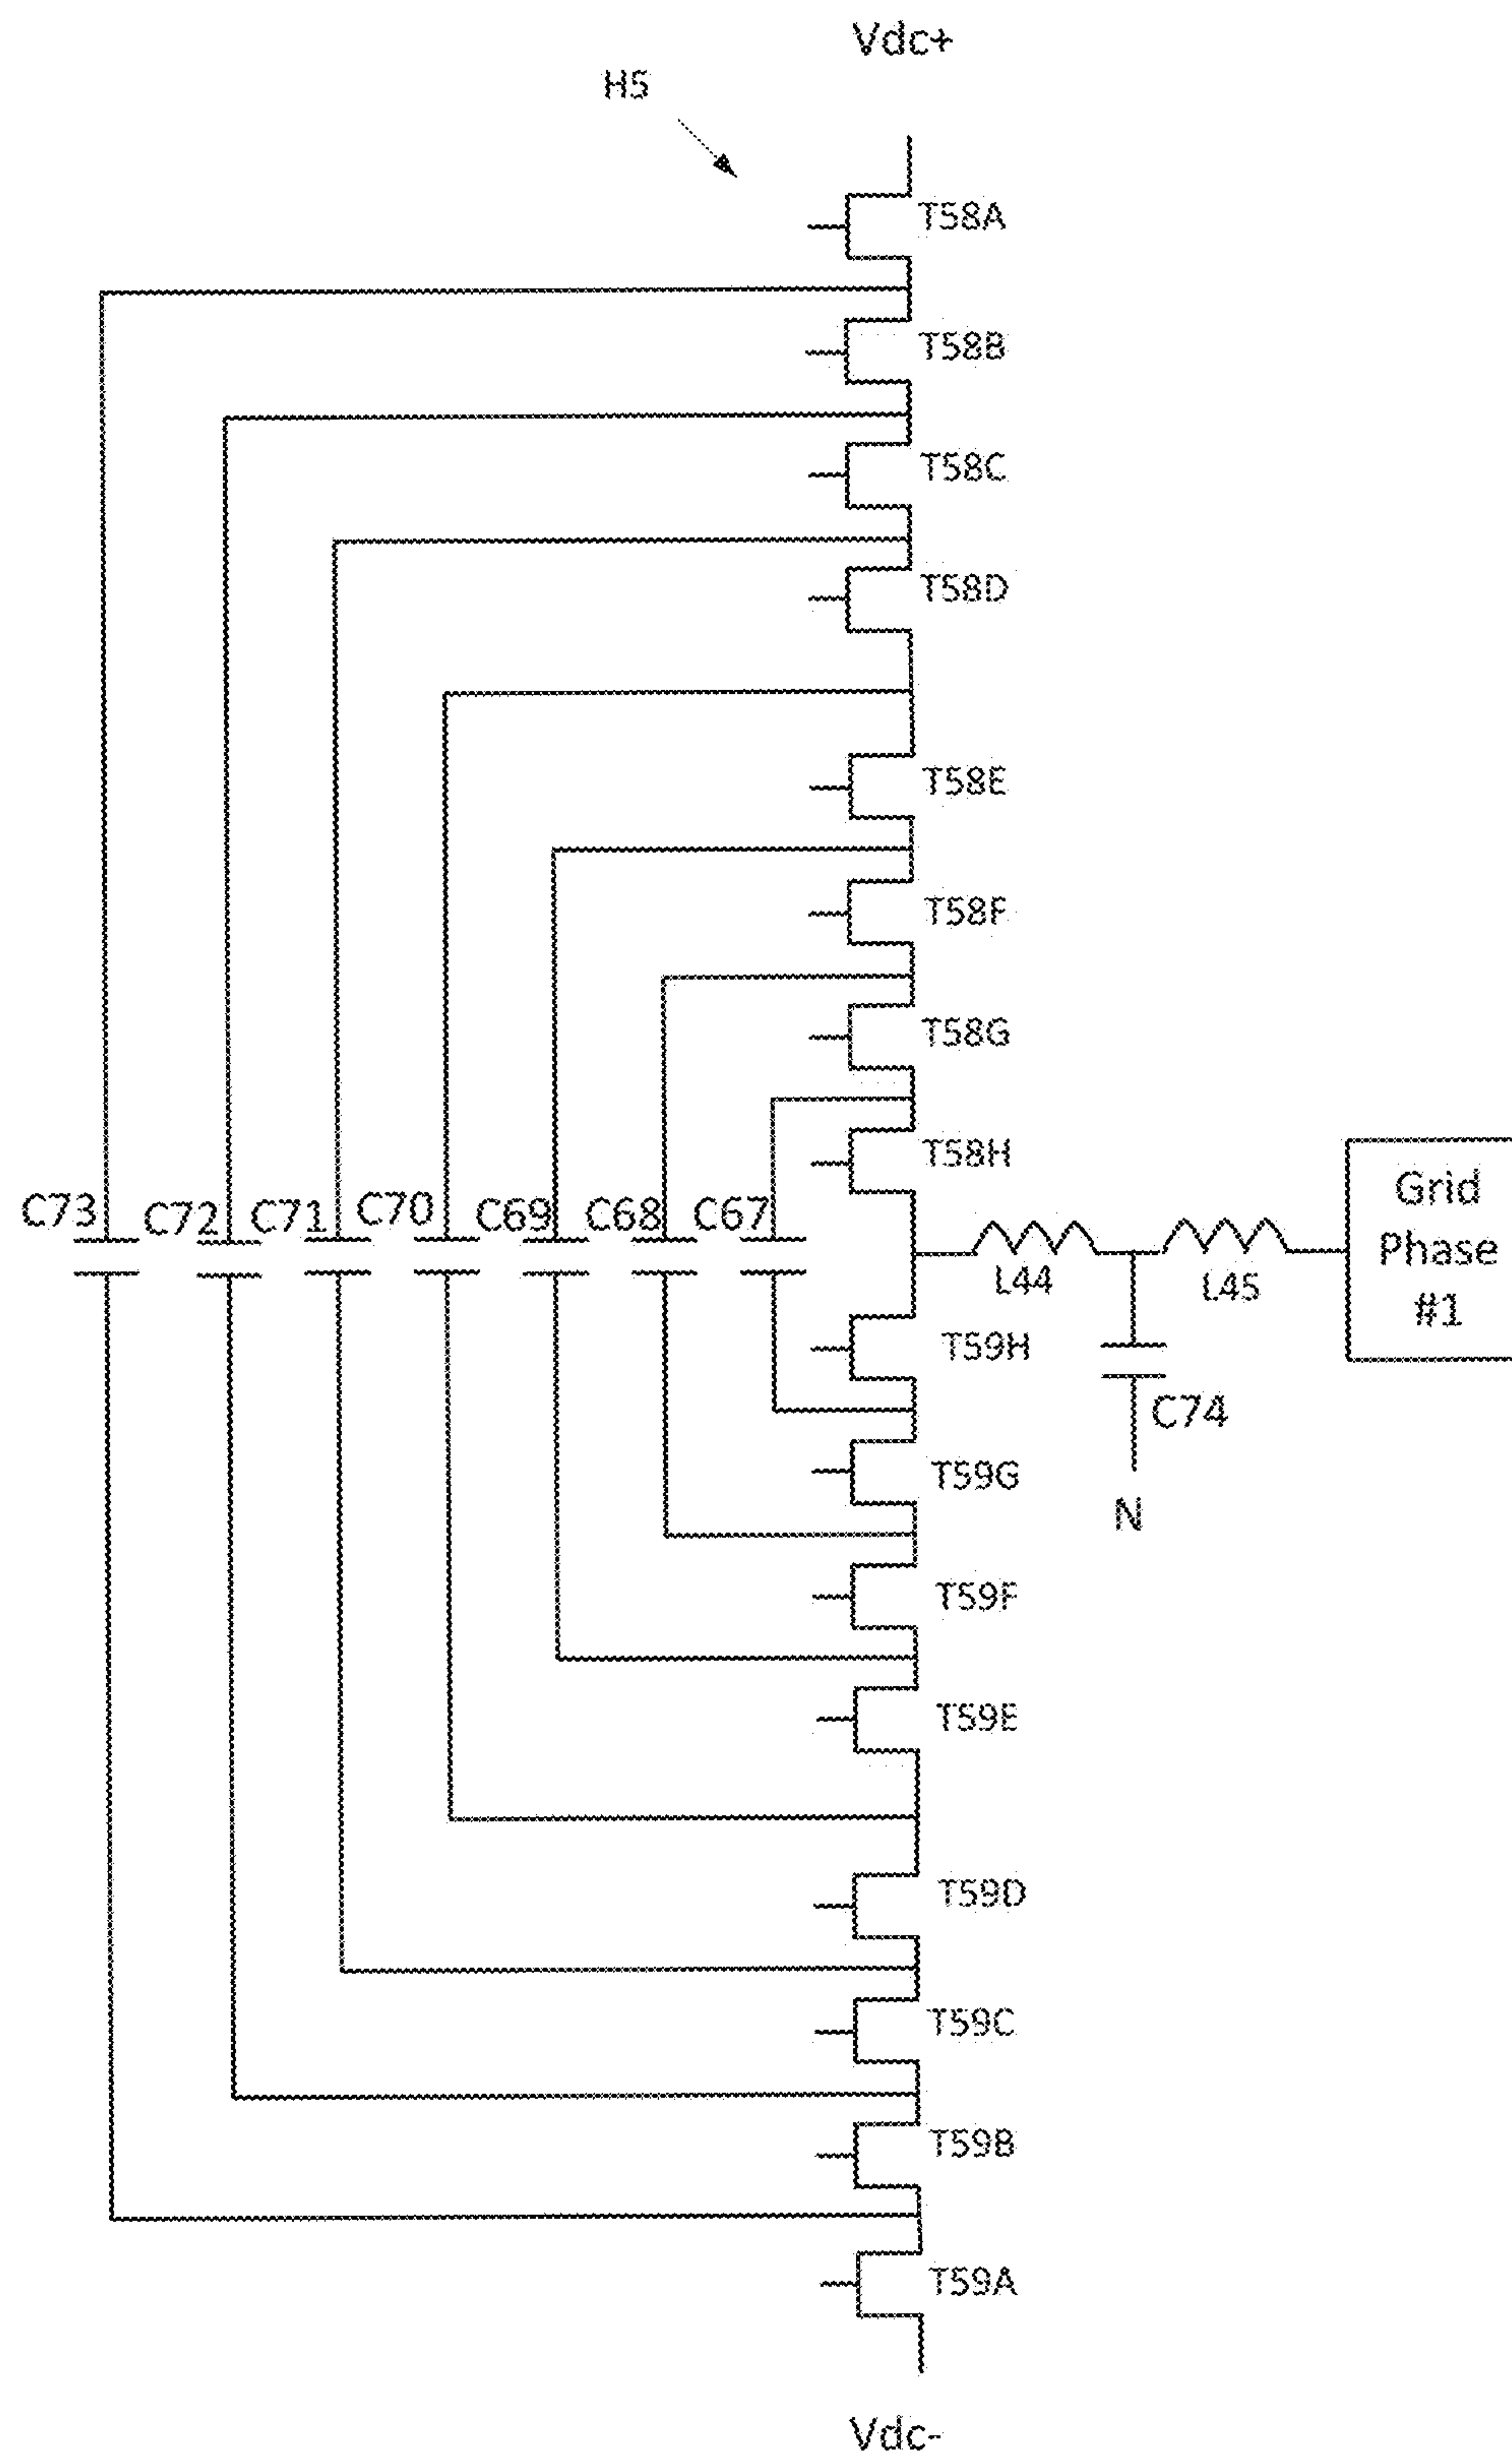 Vdc+
H5
T58A
T58B
T58C
T58D
T58E
T58F
T58G
T58H
C73
C72
C71
C70
C69
C68
C67
Grid
Phase
#1
L44
L45
T59H
C74
T59G
N
T59F
T59E
T59D
T59C
T59B
T59A
Vdc-